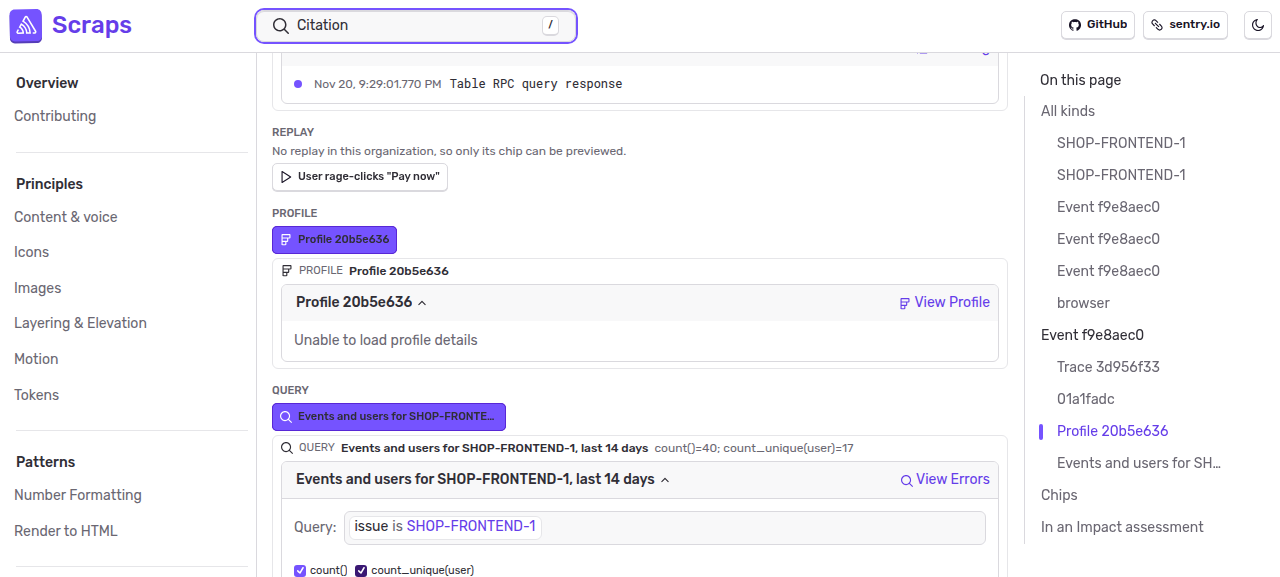 Scraps
Citation
/
GitHub
sentry.io
Overview
Contributing
Principles
Content & voice
Icons
Images
Layering & Elevation
Motion
Tokens
Patterns
Number Formatting
Render to HTML
Nov 20, 9:29:01.770 PM Table RPC query response
REPLAY
No replay in this organization, so only its chip can be previewed.
User rage-clicks "Pay now"
PROFILE
Profile 20b5e636
PROFILE Profile 20b5e636
Profile 20b5e636
View Profile
Unable to load profile details
QUERY
Events and users for SHOP-FRONTE...
QUERY Events and users for SHOP-FRONTEND-1, last 14 days count()=40; count_unique(user)=17
Events and users for SHOP-FRONTEND-1, last 14 days
View Errors
Query: issue is SHOP-FRONTEND-1
count() count_unique(user)
On this page
All kinds
SHOP-FRONTEND-1
SHOP-FRONTEND-1
Event f9e8aec0
Event f9e8aec0
Event f9e8aec0
browser
Event f9e8aec0
Trace 3d956f33
01a1fadc
Profile 20b5e636
Events and users for SH...
Chips
In an Impact assessment